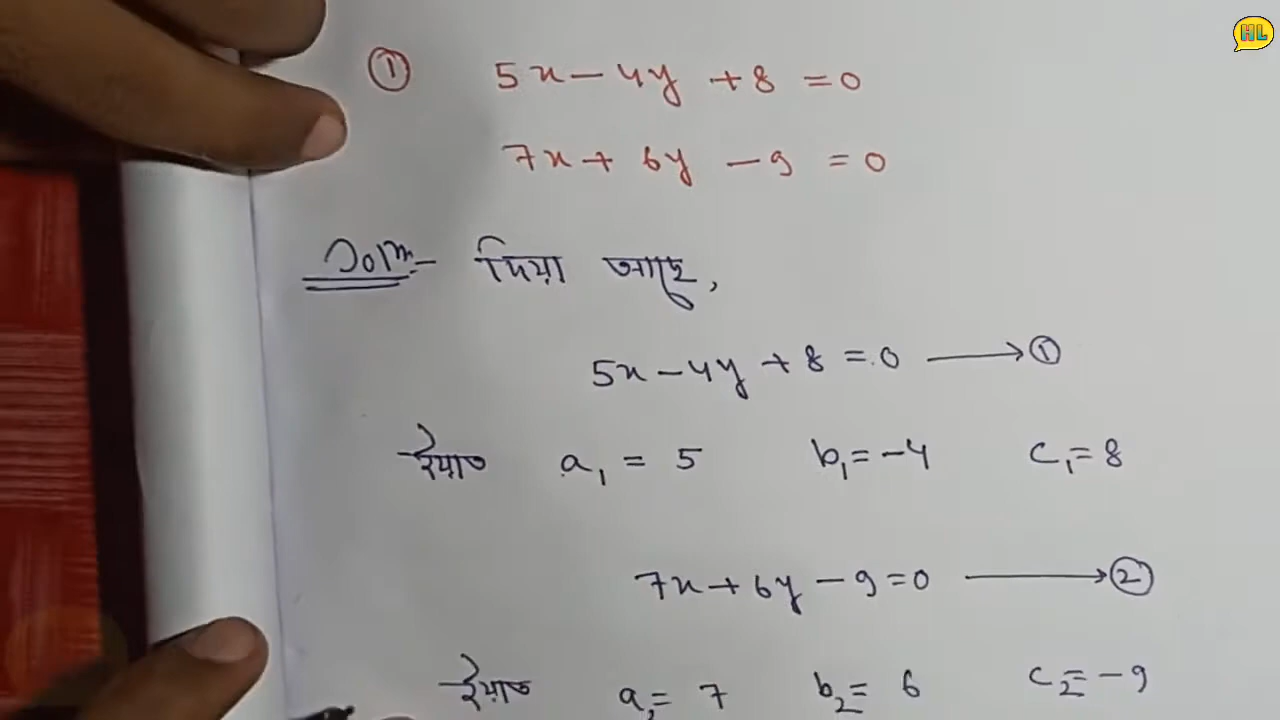 HL
① 5x - 4y + 8 = 0
7x + 6y - 9 = 0
Soln:- দিয়া আছে,
5x - 4y + 8 = 0 ⟶ ①
ইয়াত a₁ = 5 b₁ = -4 c₁ = 8
7x + 6y - 9 = 0 ⟶ ②
ইয়াত a₂ = 7 b₂ = 6 c₂ = -9